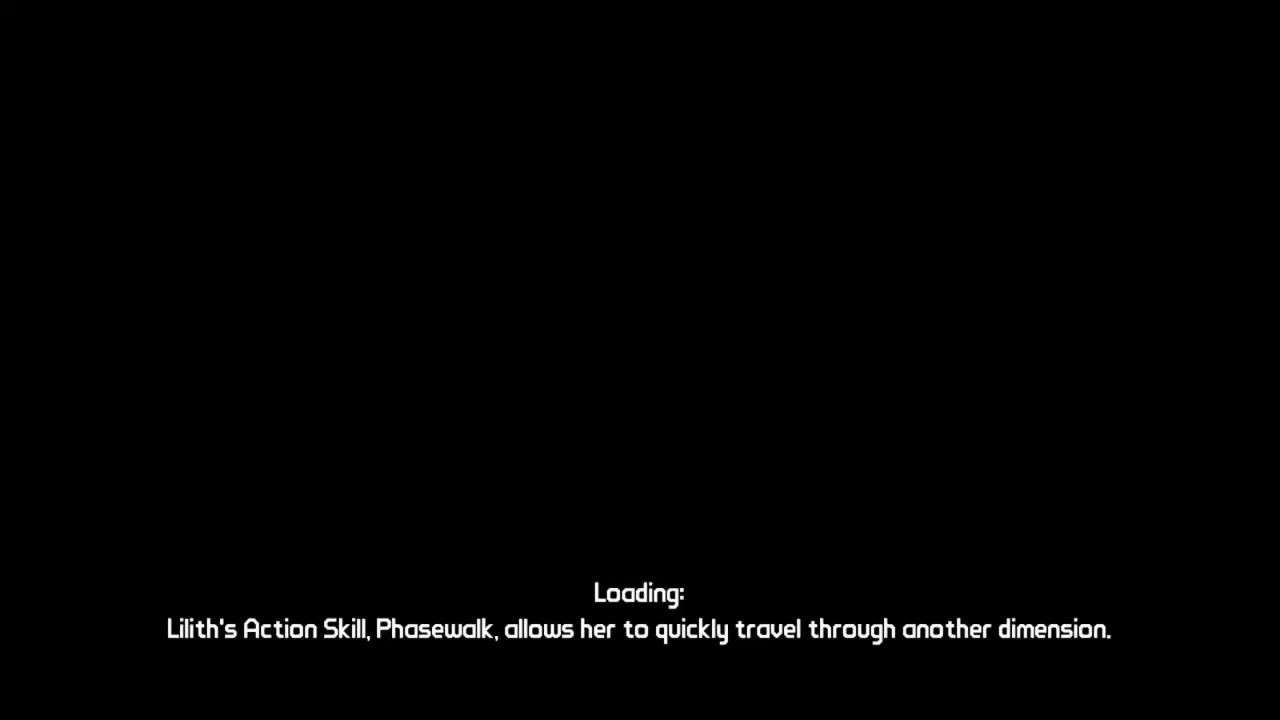 Loading:
Lilith's Action Skill, Phasewalk, allows her to quickly travel through another dimension.